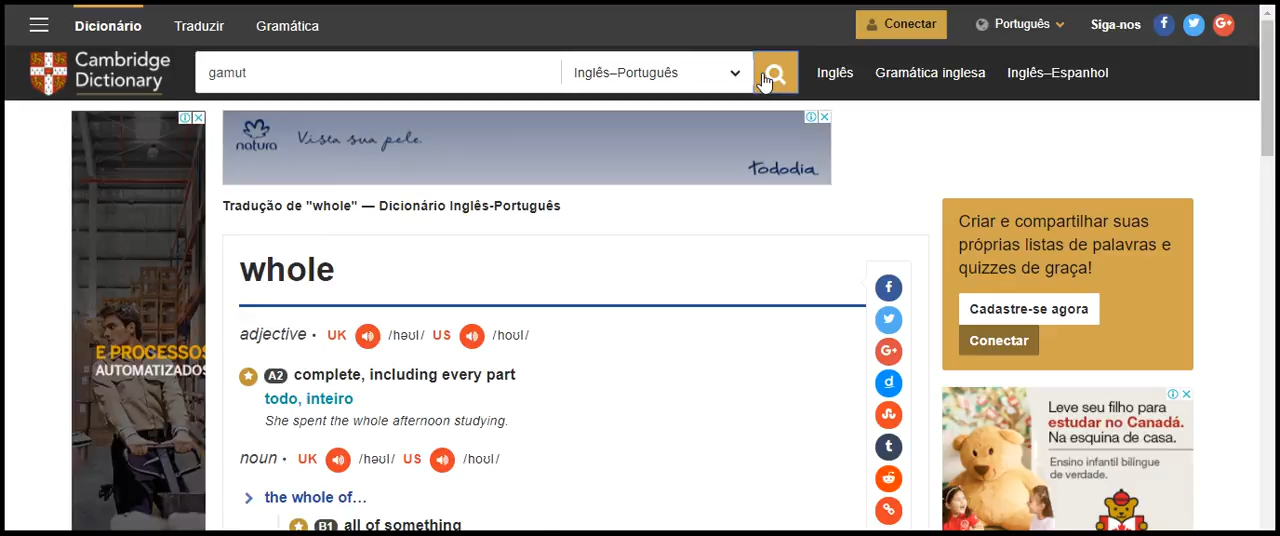 Dicionário Traduzir Gramática Conectar Português Siga-nos
Cambridge Dictionary
gamut Inglês–Português Inglês Gramática inglesa Inglês–Espanhol
natura Vista sua pele. tododia.
E PROCESSOS
AUTOMATIZADOS
Tradução de "whole" — Dicionário Inglês-Português
whole
adjective • UK /həʊl/ US /hoʊl/
A2 complete, including every part
todo, inteiro
She spent the whole afternoon studying.
noun • UK /həʊl/ US /hoʊl/
the whole of…
B1 all of something
Criar e compartilhar suas
próprias listas de palavras e
quizzes de graça!
Cadastre-se agora
Conectar
Leve seu filho para
estudar no Canadá.
Na esquina de casa.
Ensino infantil bilíngue
de verdade.